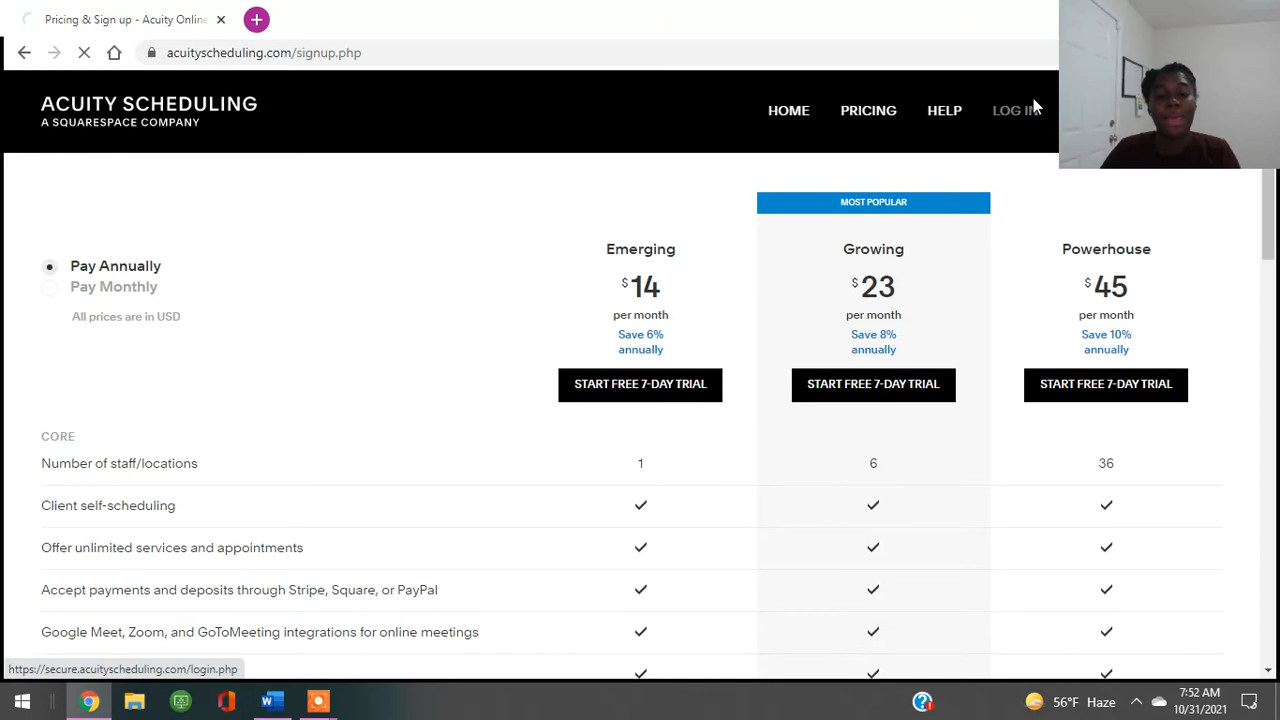 Pricing & Sign up - Acuity Online
acuityscheduling.com/signup.php
ACUITY SCHEDULING
A SQUARESPACE COMPANY
HOME PRICING HELP LOG IN
MOST POPULAR
Emerging Growing Powerhouse
Pay Annually
Pay Monthly
All prices are in USD
$14 $23 $45
per month per month per month
Save 6% Save 8% Save 10%
annually annually annually
START FREE 7-DAY TRIAL START FREE 7-DAY TRIAL START FREE 7-DAY TRIAL
CORE
Number of staff/locations 1 6 36
Client self-scheduling
Offer unlimited services and appointments
Accept payments and deposits through Stripe, Square, or PayPal
Google Meet, Zoom, and GoToMeeting integrations for online meetings
https://secure.acuityscheduling.com/login.php
56°F Haze
7:52 AM
10/31/2021